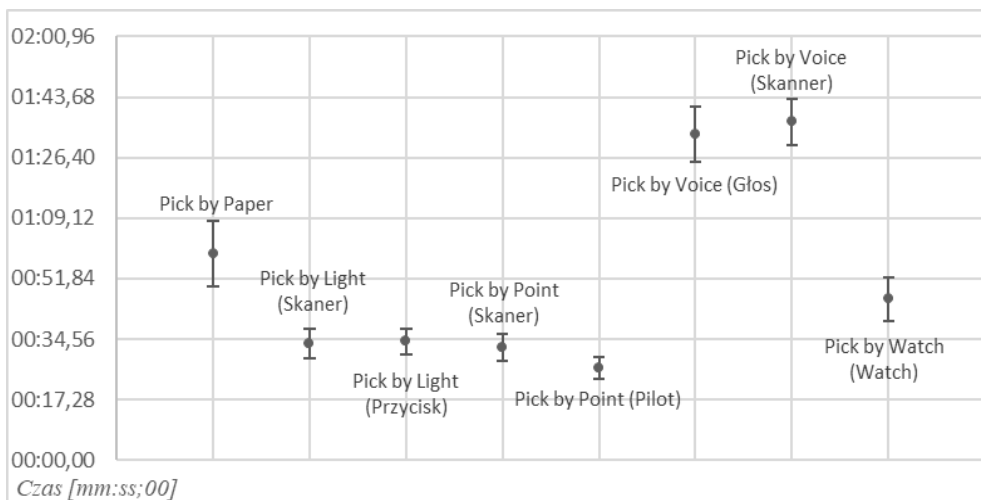 02:00,96
01:43,68
01:26,40
01:09,12
00:51,84
00:34,56
00:17,28
00:00,00
Czas [mm:ss;00]
Pick by Paper
Pick by Light
(Skaner)
Pick by Light
(Przycisk)
Pick by Point
(Skaner)
Pick by Point (Pilot)
Pick by Voice (Głos)
Pick by Voice
(Skanner)
Pick by Watch
(Watch)